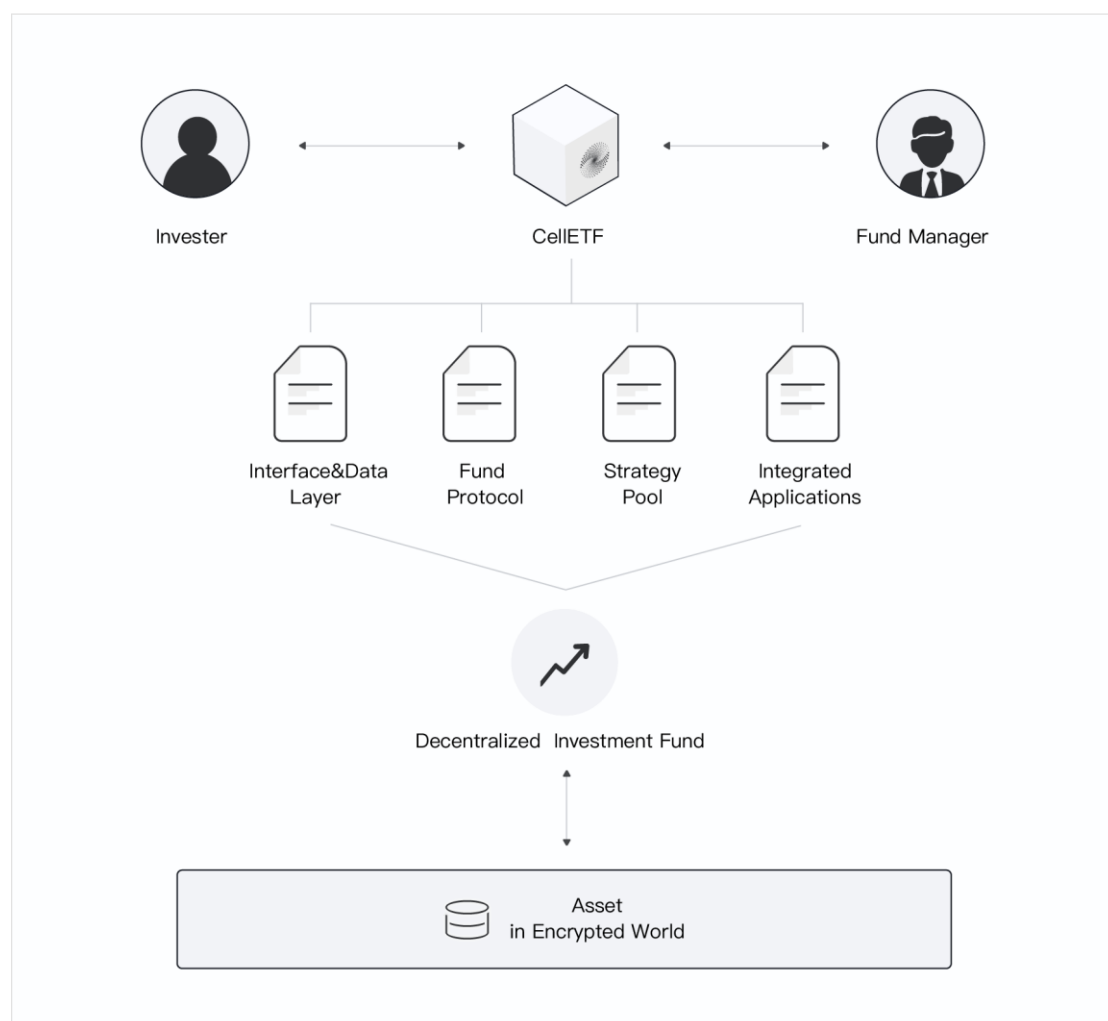 Invester
CellETF
Fund Manager
Interface&Data
Layer
Fund
Protocol
Strategy
Pool
Integrated
Applications
Decentralized Investment Fund
Asset
in Encrypted World